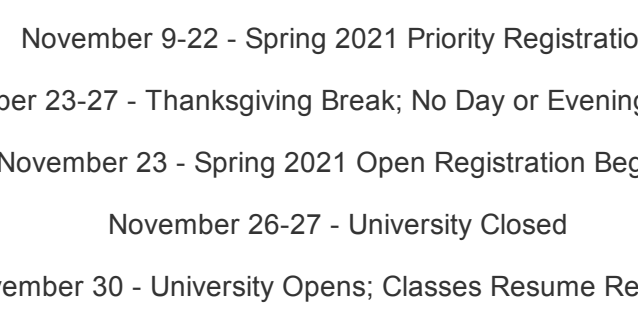 November 9-22 - Spring 2021 Priority Registratio
ber 23-27 - Thanksgiving Break; No Day or Evening
November 23 - Spring 2021 Open Registration Beg
November 26-27 - University Closed
vember 30 - University Opens; Classes Resume Re